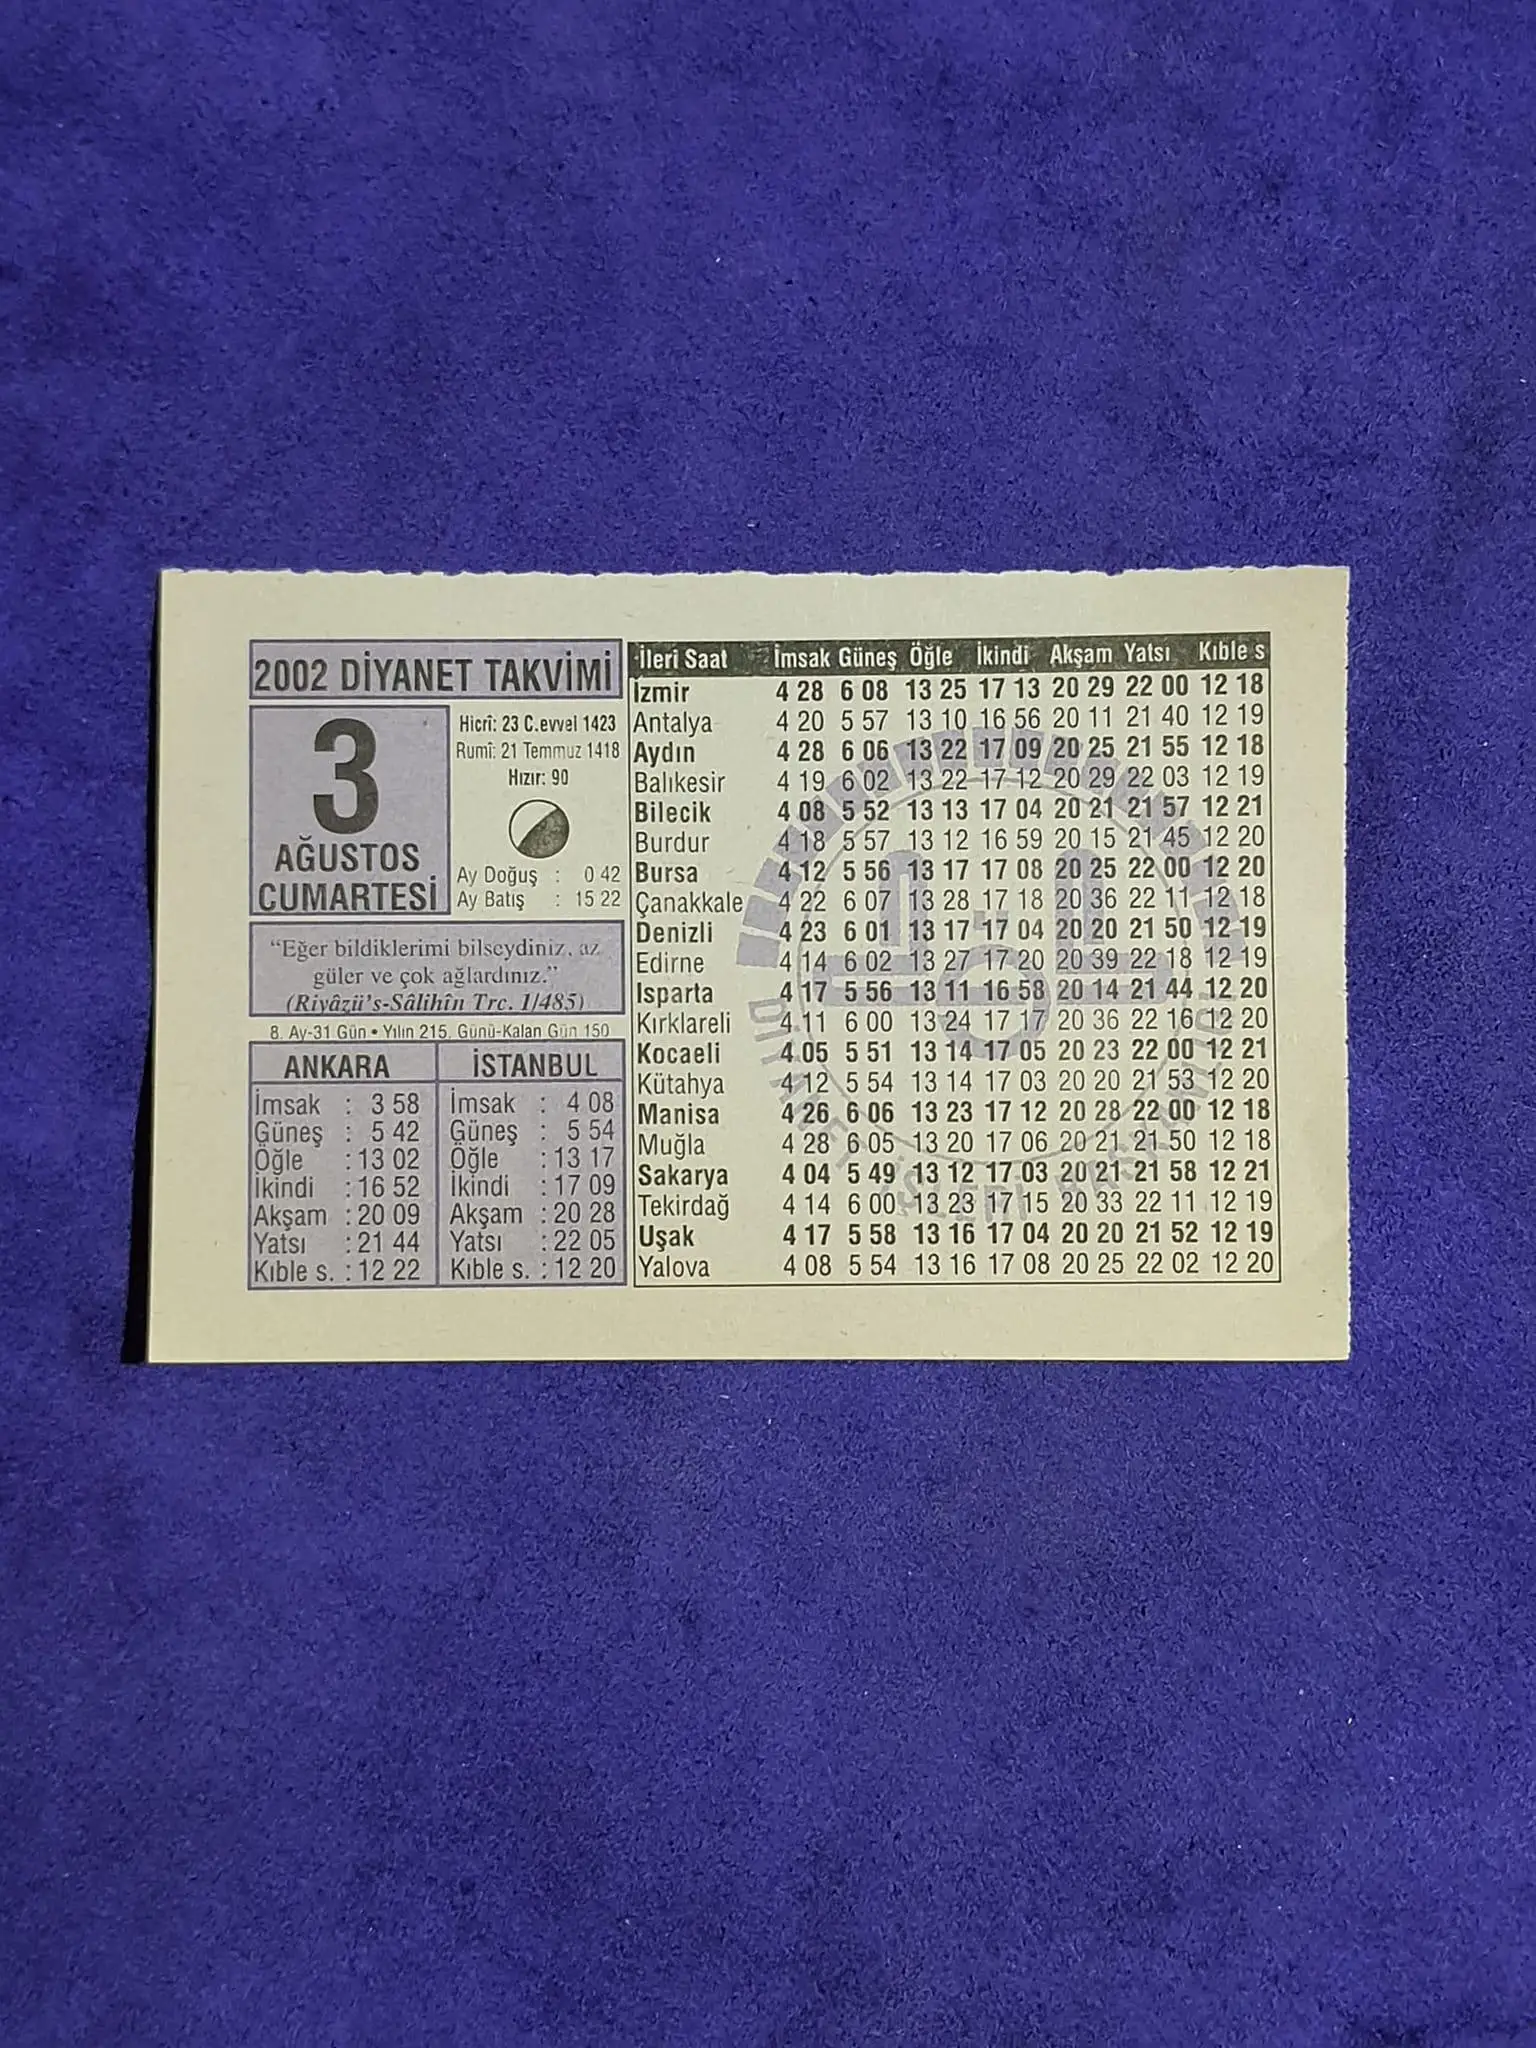 2002 DİYANET TAKVİMİ
3
AĞUSTOS
CUMARTESİ
Hicrî: 23 C.evvel 1423
Rumî: 21 Temmuz 1418
Hızır: 90
Ay Doğuş : 0 42
Ay Batış : 15 22
“Eğer bildiklerimi bilseydiniz, az
güler ve çok ağlardınız.”
(Riyâzü's-Sâlihîn Trc. 1/485)
8. Ay-31 Gün • Yılın 215. Günü-Kalan Gün 150
ANKARA
İmsak : 3 58
Güneş : 5 42
Öğle : 13 02
İkindi : 16 52
Akşam : 20 09
Yatsı : 21 44
Kıble s. : 12 22
İSTANBUL
İmsak : 4 08
Güneş : 5 54
Öğle : 13 17
İkindi : 17 09
Akşam : 20 28
Yatsı : 22 05
Kıble s. : 12 20
İleri Saat İmsak Güneş Öğle İkindi Akşam Yatsı Kıble s
İzmir 4 28 6 08 13 25 17 13 20 29 22 00 12 18
Antalya 4 20 5 57 13 10 16 56 20 11 21 40 12 19
Aydın 4 28 6 06 13 22 17 09 20 25 21 55 12 18
Balıkesir 4 19 6 02 13 22 17 12 20 29 22 03 12 19
Bilecik 4 08 5 52 13 13 17 04 20 21 21 57 12 21
Burdur 4 18 5 57 13 12 16 59 20 15 21 45 12 20
Bursa 4 12 5 56 13 17 17 08 20 25 22 00 12 20
Çanakkale 4 22 6 07 13 28 17 18 20 36 22 11 12 18
Denizli 4 23 6 01 13 17 17 04 20 20 21 50 12 19
Edirne 4 14 6 02 13 27 17 20 20 39 22 18 12 19
Isparta 4 17 5 56 13 11 16 58 20 14 21 44 12 20
Kırklareli 4 11 6 00 13 24 17 17 20 36 22 16 12 20
Kocaeli 4 05 5 51 13 14 17 05 20 23 22 00 12 21
Kütahya 4 12 5 54 13 14 17 03 20 20 21 53 12 20
Manisa 4 26 6 06 13 23 17 12 20 28 22 00 12 18
Muğla 4 28 6 05 13 20 17 06 20 21 21 50 12 18
Sakarya 4 04 5 49 13 12 17 03 20 21 21 58 12 21
Tekirdağ 4 14 6 00 13 23 17 15 20 33 22 11 12 19
Uşak 4 17 5 58 13 16 17 04 20 20 21 52 12 19
Yalova 4 08 5 54 13 16 17 08 20 25 22 02 12 20